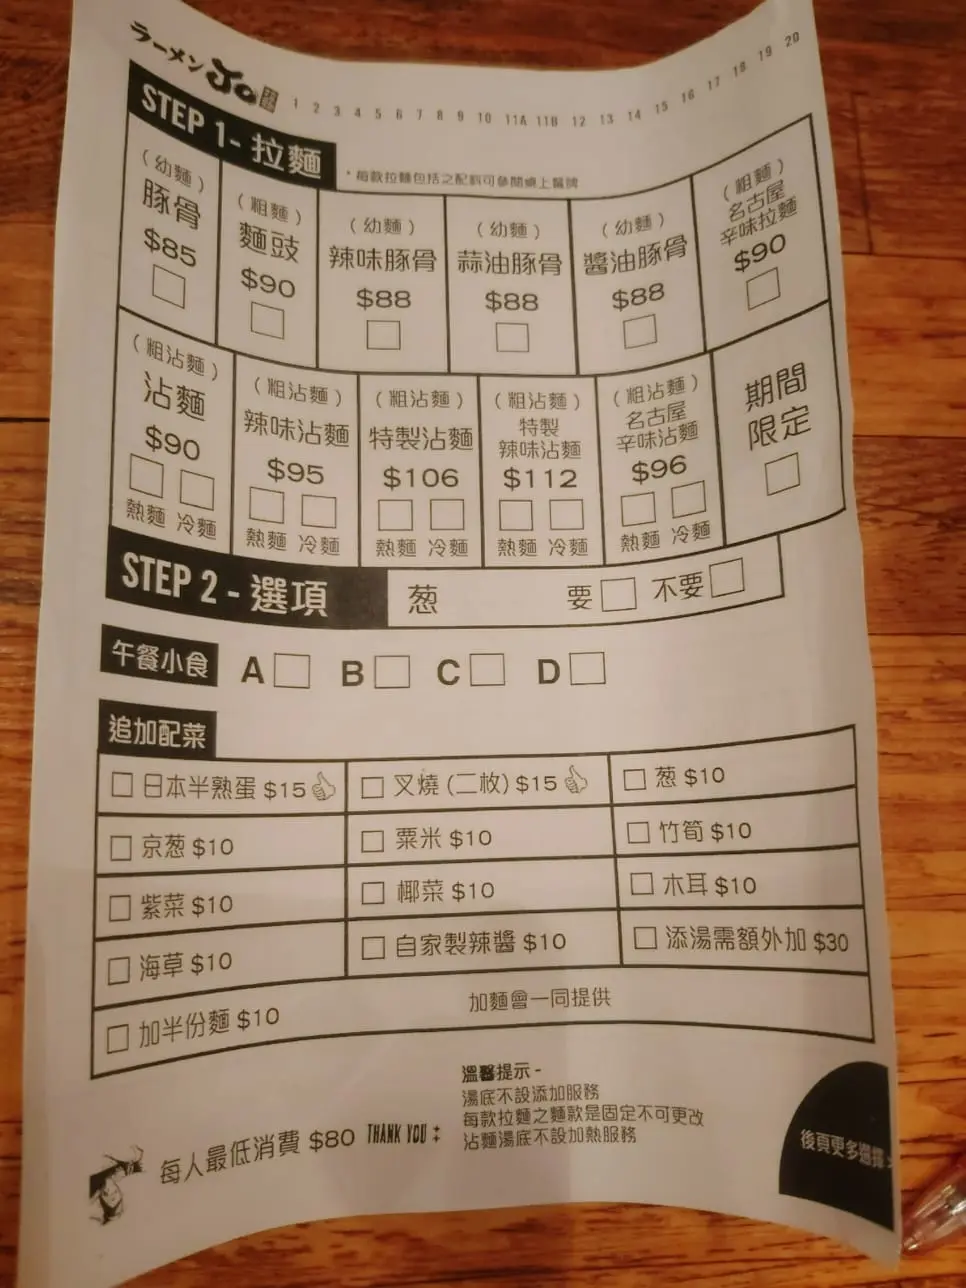 ラーメン Jo
1 2 3 4 5 6 7 8 9 10 11A 11B 12 13 14 15 16 17 18 19 20
STEP 1- 拉麵
*每款拉麵包括之配料可參閱桌上餐牌
(幼麵)
豚骨
$85
(粗麵)
麵豉
$90
(幼麵)
辣味豚骨
$88
(幼麵)
蒜油豚骨
$88
(幼麵)
醬油豚骨
$88
(粗麵)
名古屋
辛味拉麵
$90
(粗沾麵)
沾麵
$90
熱麵 冷麵
(粗沾麵)
辣味沾麵
$95
熱麵 冷麵
(粗沾麵)
特製沾麵
$106
熱麵 冷麵
(粗沾麵)
特製
辣味沾麵
$112
熱麵 冷麵
(粗沾麵)
名古屋
辛味沾麵
$96
熱麵 冷麵
期間
限定
STEP 2 - 選項
葱 要 不要
午餐小食 A B C D
追加配菜
日本半熟蛋 $15 叉燒 (二枚) $15 葱 $10
京葱 $10 粟米 $10 竹筍 $10
紫菜 $10 椰菜 $10 木耳 $10
海草 $10 自家製辣醬 $10 添湯需額外加 $30
加半份麵 $10 加麵會一同提供
溫馨提示 -
湯底不設添加服務
每款拉麵之麵款是固定不可更改
沾麵湯底不設加熱服務
每人最低消費 $80 THANK YOU
後頁更多選擇